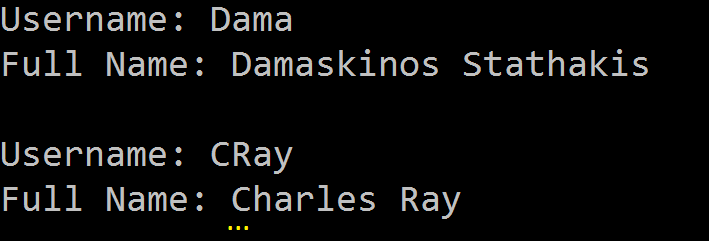 Username: Dama
Full Name: Damaskinos Stathakis
Username: CRay
Full Name: Charles Ray
...